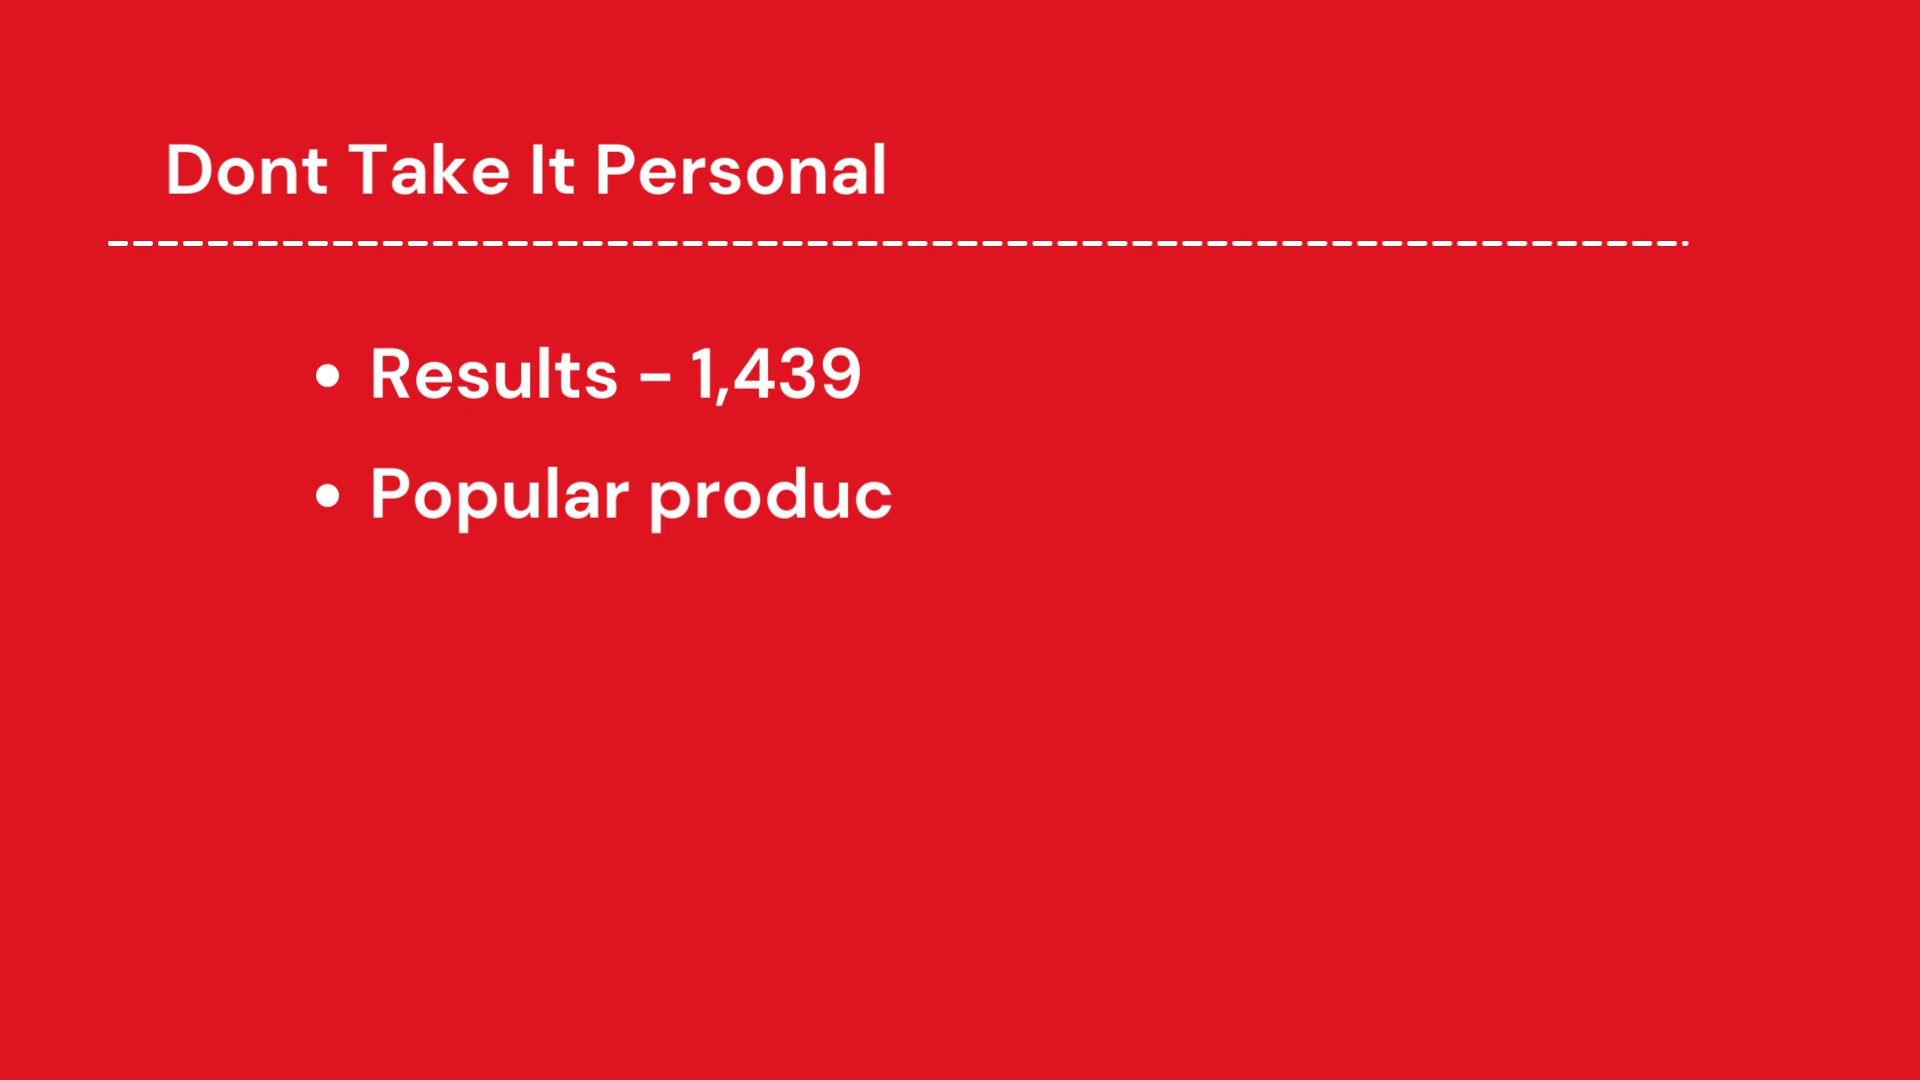 Dont Take It Personal
• Results - 1,439
• Popular produc